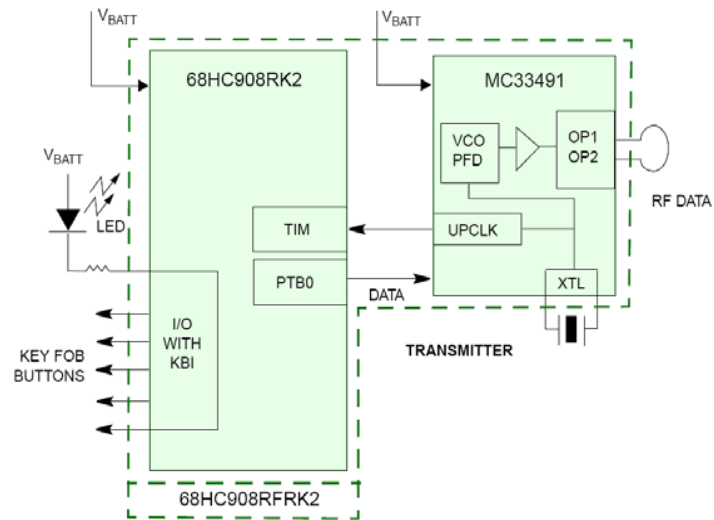 VBATT
VBATT
68HC908RK2
MC33491
VCO
PFD
OP1
OP2
VBATT
LED
RF DATA
TIM
UPCLK
PTB0
DATA
XTL
I/O
WITH
KBI
KEY FOB
BUTTONS
TRANSMITTER
68HC908RFRK2